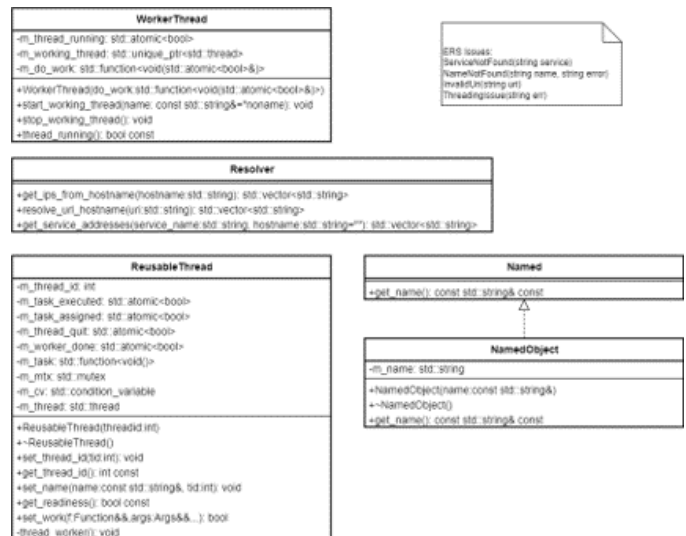 WorkerThread
-m_thread_running: std::atomic<bool>
-m_working_thread: std::unique_ptr<std::thread>
-m_do_work: std::function<void(std::atomic<bool>&)>
+WorkerThread(do_work:std::function<void(std::atomic<bool>&)>)
+start_working_thread(name: const std::string&="noname): void
+stop_working_thread(): void
+thread_running(): bool const
ERS Issues:
ServiceNotFound(string service)
NameNotFound(string name, string error)
InvalidUri(string uri)
ThreadingIssue(string err)
Resolver
+get_ips_from_hostname(hostname:std::string): std::vector<std::string>
+resolve_uri_hostname(uri:std::string): std::vector<std::string>
+get_service_addresses(service_name:std::string, hostname:std::string=""): std::vector<std::string>
ReusableThread
-m_thread_id: int
-m_task_executed: std::atomic<bool>
-m_task_assigned: std::atomic<bool>
-m_thread_quit: std::atomic<bool>
-m_worker_done: std::atomic<bool>
-m_task: std::function<void()>
-m_mtx: std::mutex
-m_cv: std::condition_variable
-m_thread: std::thread
+ReusableThread(threadid:int)
+~ReusableThread()
+set_thread_id(tid:int): void
+get_thread_id(): int const
+set_name(name:const std::string&, tid:int): void
+get_readiness(): bool const
+set_work(f:Function&&,args:Args&&...): bool
-thread_worker(): void
Named
+get_name(): const std::string& const
NamedObject
-m_name: std::string
+NamedObject(name:const std::string&)
+~NamedObject()
+get_name(): const std::string& const